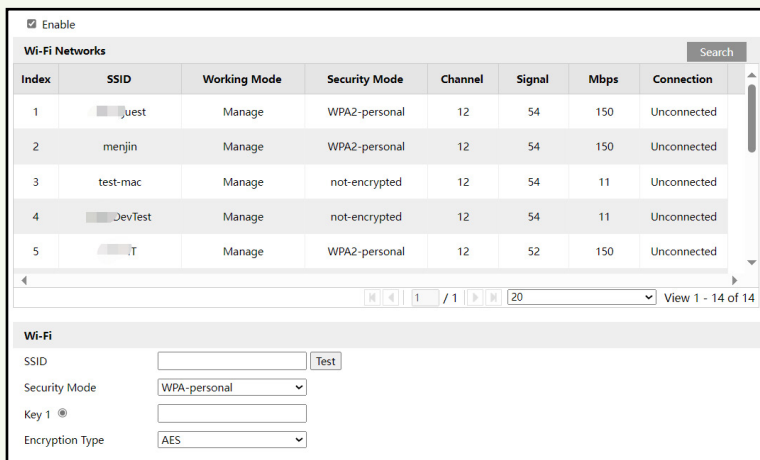 Enable
Wi-Fi Networks Search
Index SSID Working Mode Security Mode Channel Signal Mbps Connection
1 Manage WPA2-personal 12 54 150 Unconnected
2 menjin Manage WPA2-personal 12 54 150 Unconnected
3 test-mac Manage not-encrypted 12 54 11 Unconnected
4 DevTest Manage not-encrypted 12 54 11 Unconnected
5 Manage WPA2-personal 12 52 150 Unconnected
1 / 1 20 View 1 - 14 of 14
Wi-Fi
SSID Test
Security Mode WPA-personal
Key 1
Encryption Type AES